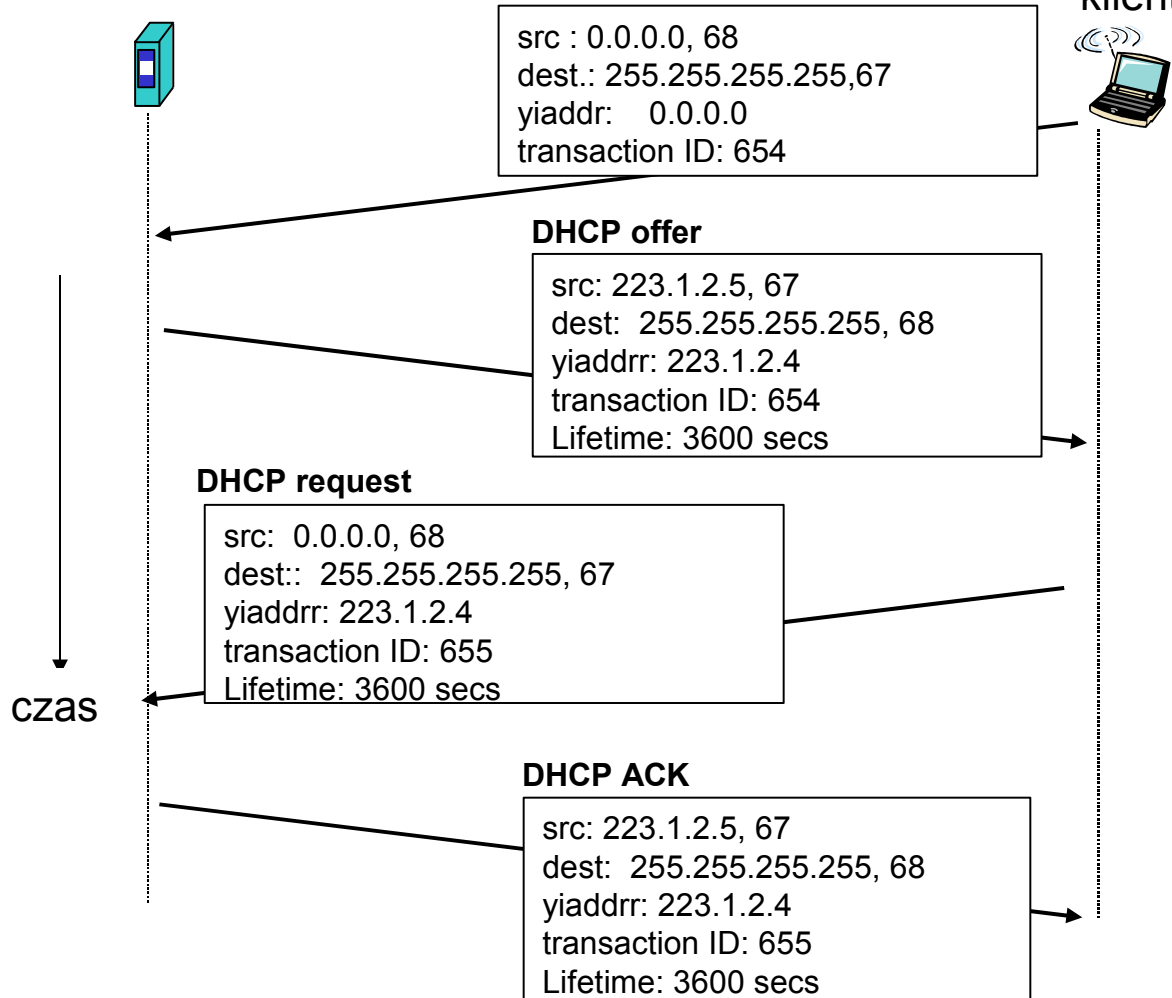 klient
src : 0.0.0.0, 68
dest.: 255.255.255.255,67
yiaddr: 0.0.0.0
transaction ID: 654
DHCP offer
src: 223.1.2.5, 67
dest: 255.255.255.255, 68
yiaddrr: 223.1.2.4
transaction ID: 654
Lifetime: 3600 secs
DHCP request
src: 0.0.0.0, 68
dest:: 255.255.255.255, 67
yiaddrr: 223.1.2.4
transaction ID: 655
Lifetime: 3600 secs
czas
DHCP ACK
src: 223.1.2.5, 67
dest: 255.255.255.255, 68
yiaddrr: 223.1.2.4
transaction ID: 655
Lifetime: 3600 secs